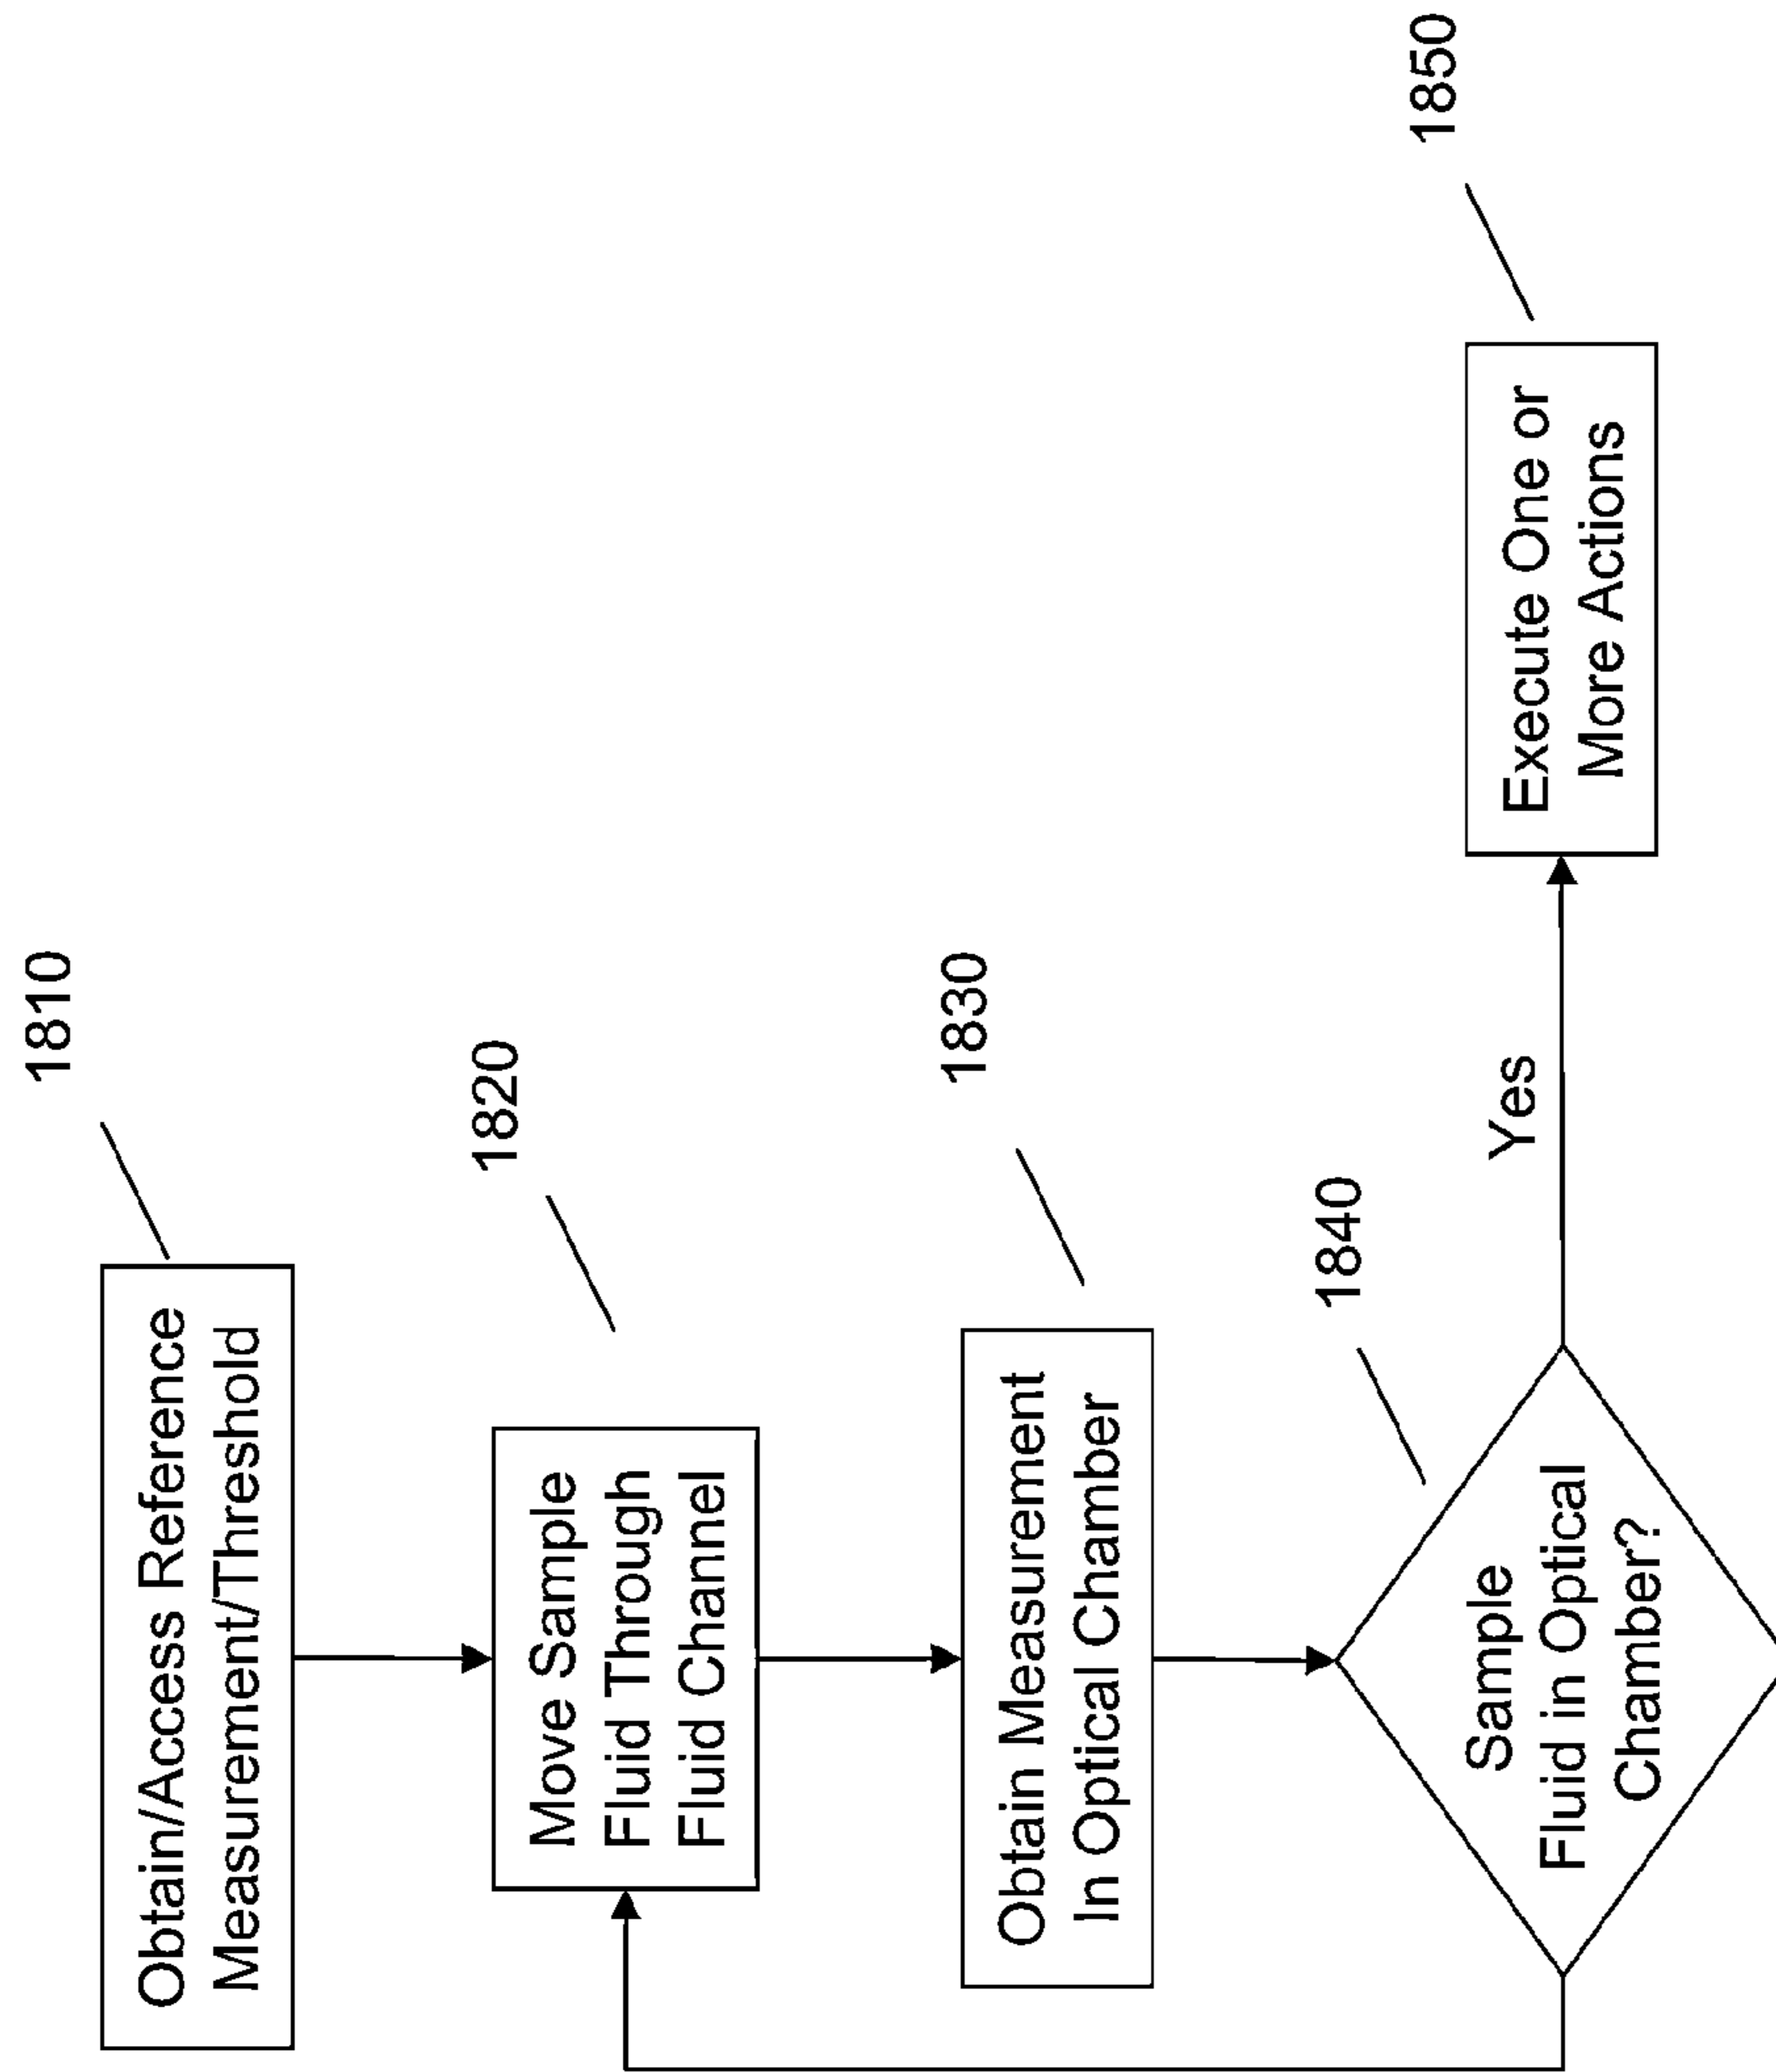 1810
Obtain/Access Reference
Measurement/Threshold
1820
Move Sample
Fluid Through
Fluid Channel
1830
Obtain Measurement
In Optical Chamber
1840
Sample
Fluid in Optical
Chamber?
Yes
1850
Execute One or
More Actions